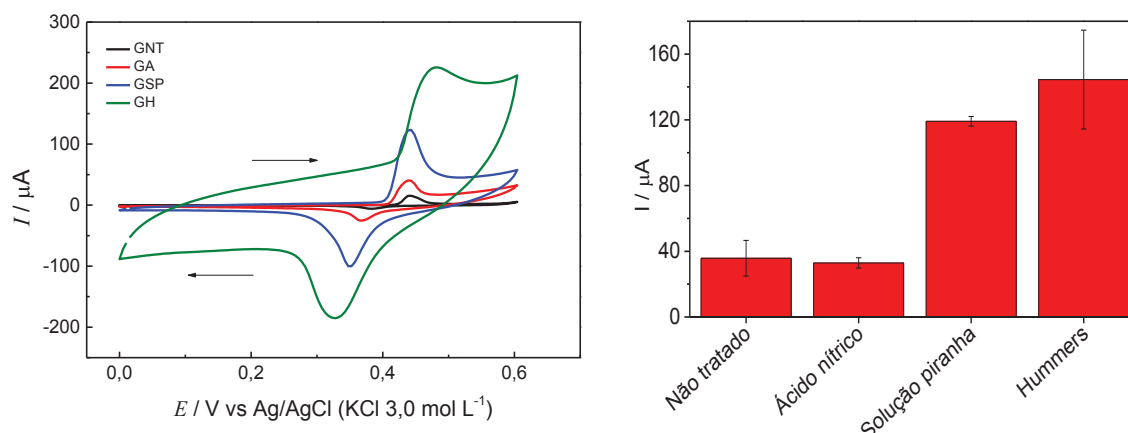 300
200
100
0
-100
-200
I / μA
GNT
GA
GSP
GH
0,0
0,2
0,4
0,6
E / V vs Ag/AgCl (KCl 3,0 mol L⁻¹)
160
120
80
40
0
I / μA
Não tratado
Ácido nítrico
Solução piranha
Hummers